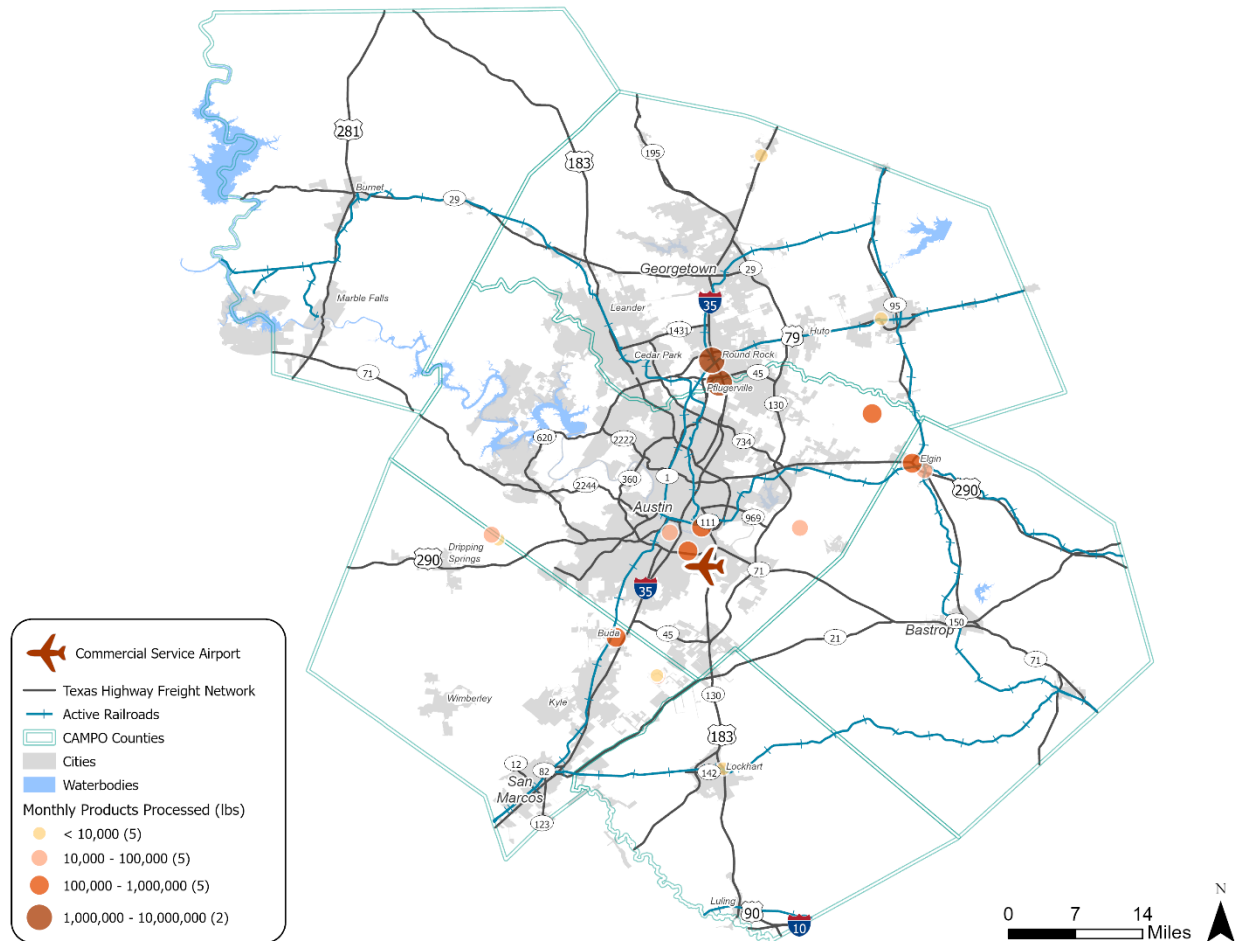 281
183
195
Burnet
29
Georgetown
29
35
Marble Falls
Leander
95
1431
79
Huto
Cedar Park
Round Rock
71
45
Pflugerville
130
620
2222
734
Elgin
360
1
2244
290
Austin
111
969
Dripping
Springs
290
71
35
150
Buda
45
21
Bastrop
71
Wimberley
Kyle
130
183
12
82
142
Lockhart
San
Marcos
123
Luling
90
10
Commercial Service Airport
Texas Highway Freight Network
Active Railroads
CAMPO Counties
Cities
Waterbodies
Monthly Products Processed (lbs)
< 10,000 (5)
10,000 - 100,000 (5)
100,000 - 1,000,000 (5)
1,000,000 - 10,000,000 (2)
N
0 7 14
Miles